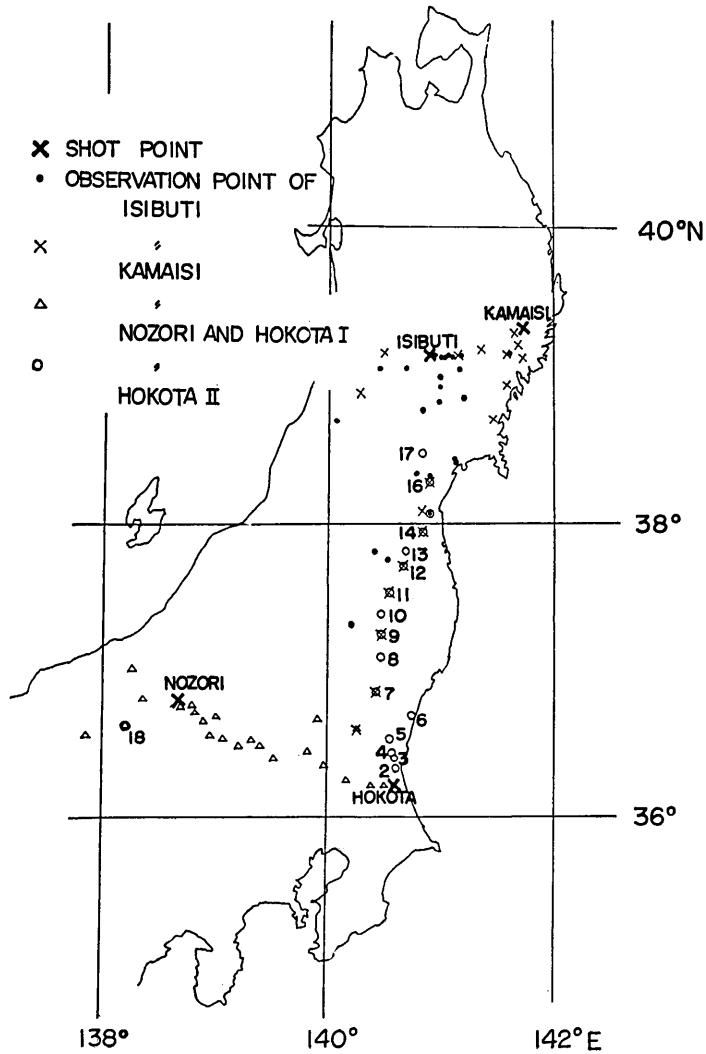 SHOT POINT
OBSERVATION POINT OF
ISIBUTI
〃
KAMAISI
〃
NOZORI AND HOKOTA I
〃
HOKOTA II
40°N
KAMAISI
ISIBUTI
17
16
38°
14
13
12
11
10
9
8
NOZORI
7
6
18
5
4
3
2
HOKOTA
36°
138°
140°
142°E